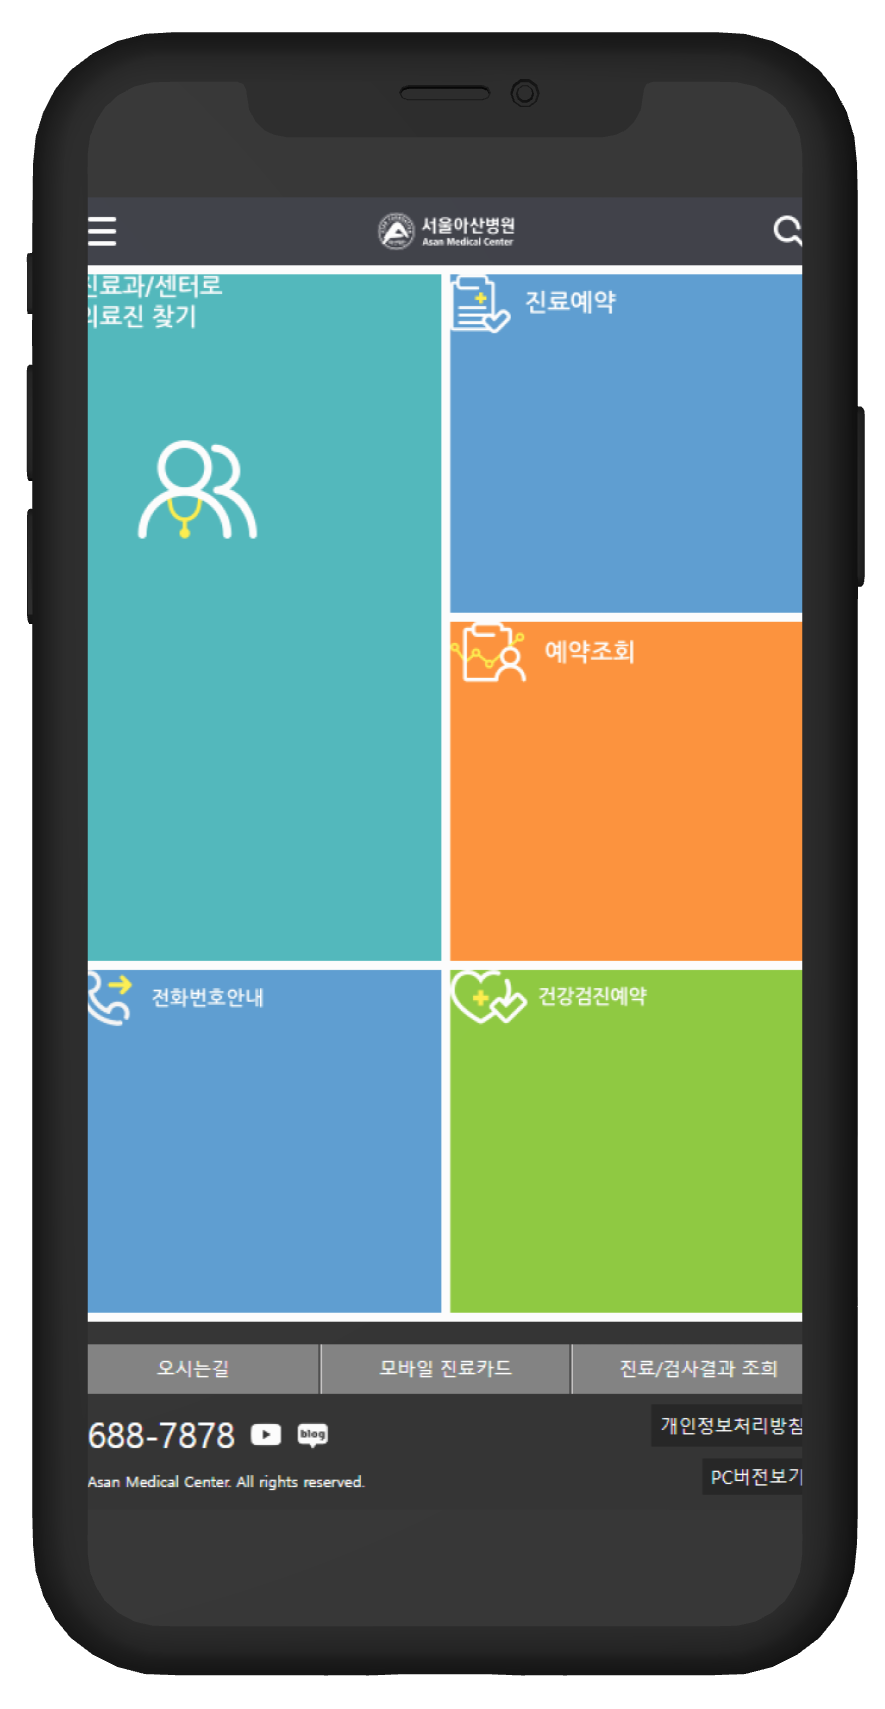 서울아산병원
Asan Medical Center
진료과/센터로
의료진 찾기
진료예약
예약조회
전화번호안내
건강검진예약
오시는길
모바일 진료카드
진료/검사결과 조회
688-7878
blog
개인정보처리방침
Asan Medical Center. All rights reserved.
PC버전보기